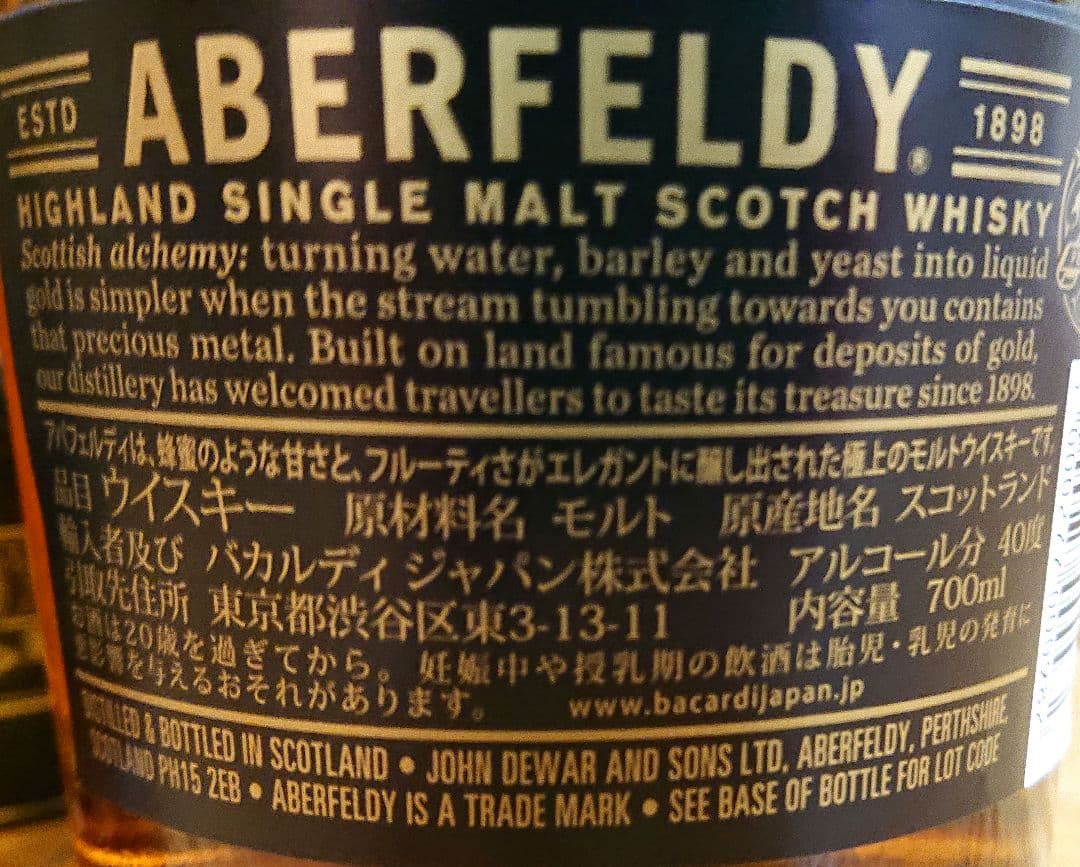 ESTD ABERFELDY® 1898
HIGHLAND SINGLE MALT SCOTCH WHISKY
Scottish alchemy: turning water, barley and yeast into liquid
gold is simpler when the stream tumbling towards you contains
that precious metal. Built on land famous for deposits of gold,
our distillery has welcomed travellers to taste its treasure since 1898.
アバフェルディは、蜂蜜のような甘さと、フルーティさがエレガントに醸し出された極上のモルトウイスキーです。
品目 ウイスキー 原材料名 モルト 原産地名 スコットランド
輸入者及び バカルディ ジャパン株式会社 アルコール分 40度
引取先住所 東京都渋谷区東3-13-11 内容量 700ml
お酒は20歳を過ぎてから。 妊娠中や授乳期の飲酒は胎児・乳児の発育に
悪影響を与えるおそれがあります。 www.bacardijapan.jp
DISTILLED & BOTTLED IN SCOTLAND • JOHN DEWAR AND SONS LTD, ABERFELDY, PERTHSHIRE
SCOTLAND PH15 2EB • ABERFELDY IS A TRADE MARK • SEE BASE OF BOTTLE FOR LOT CODE